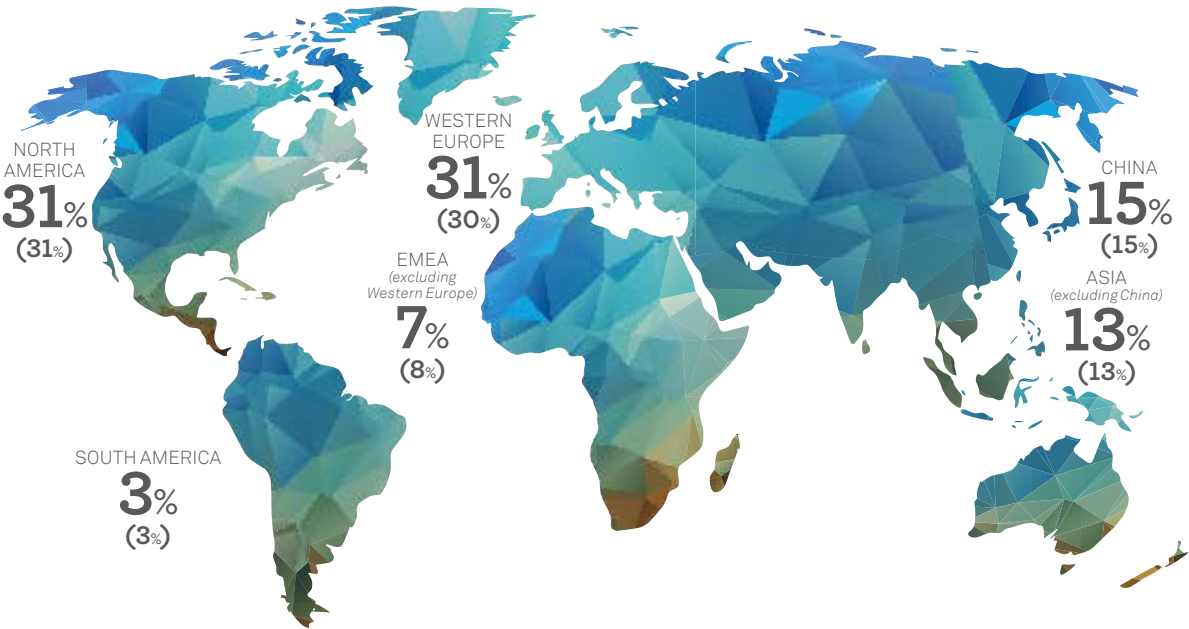 NORTH
AMERICA
31%
(31%)
WESTERN
EUROPE
31%
(30%)
EMEA
(excluding
Western Europe)
7%
(8%)
SOUTH AMERICA
3%
(3%)
CHINA
15%
(15%)
ASIA
(excluding China)
13%
(13%)